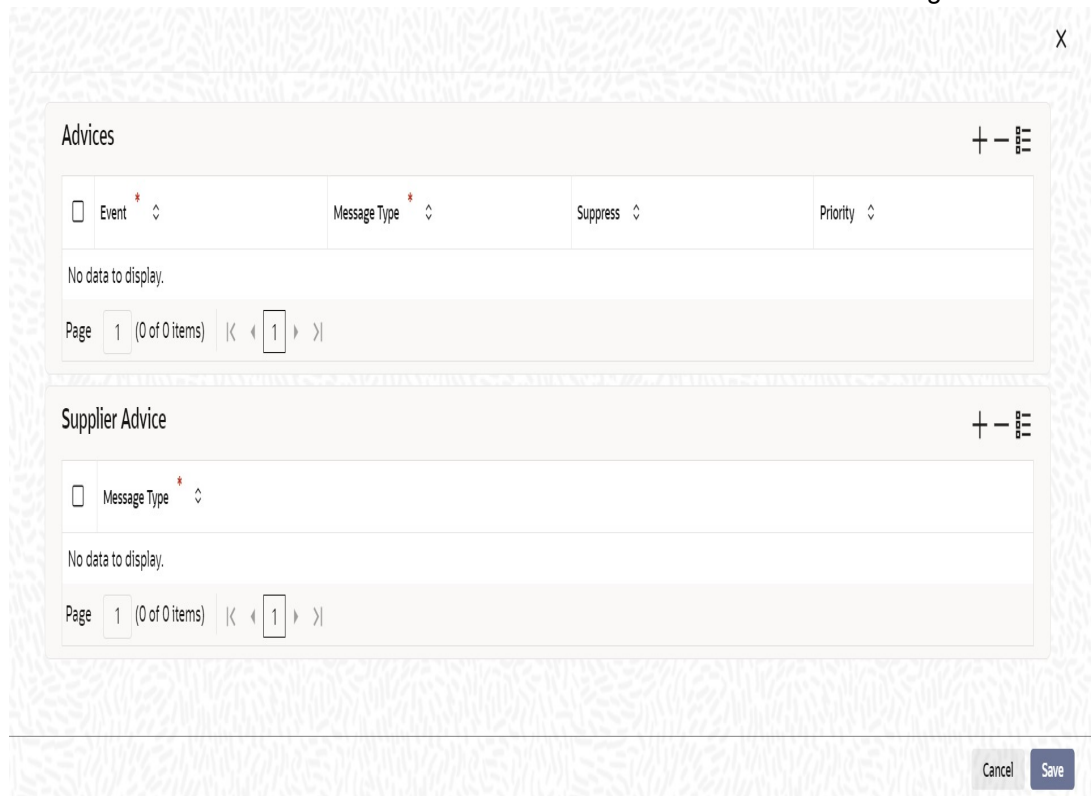 X
Advices
Event * Message Type * Suppress Priority
No data to display.
Page 1 (0 of 0 items) 1
Supplier Advice
Message Type *
No data to display.
Page 1 (0 of 0 items) 1
Cancel Save